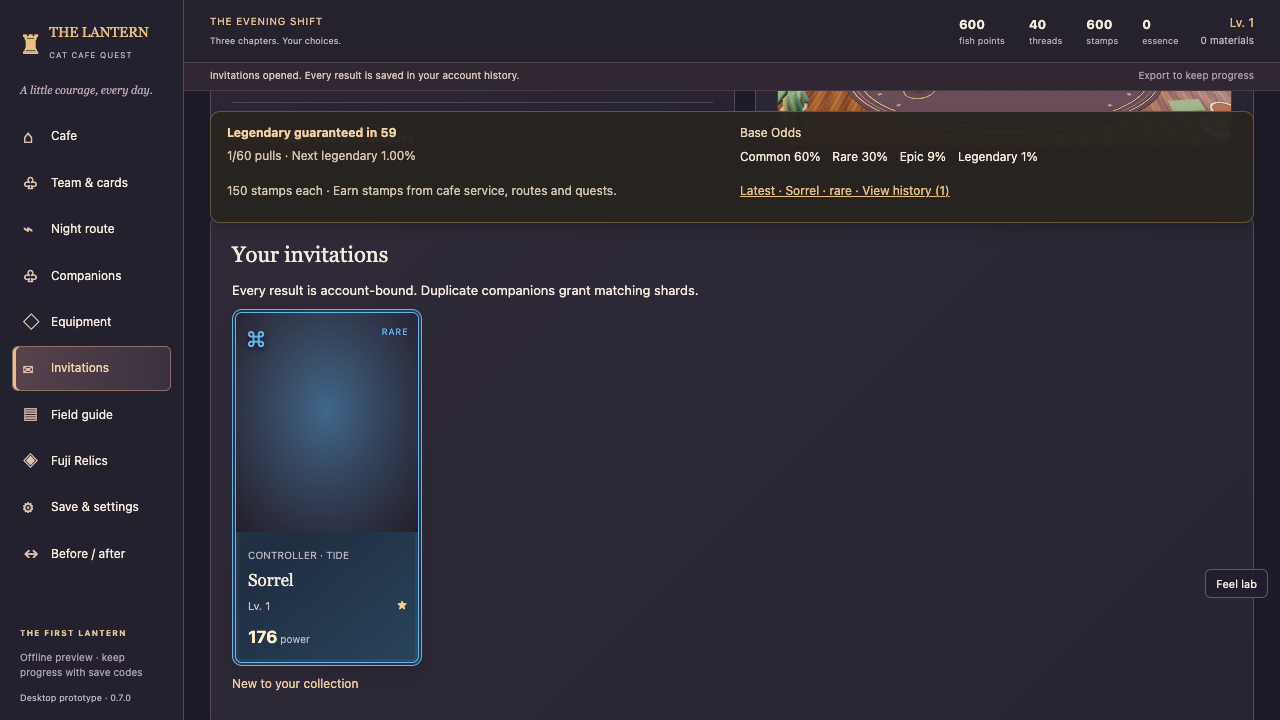 THE LANTERN
CAT CAFE QUEST
A little courage, every day.
Cafe
Team & cards
Night route
Companions
Equipment
Invitations
Field guide
Fuji Relics
Save & settings
Before / after
THE FIRST LANTERN
Offline preview · keep
progress with save codes
Desktop prototype · 0.7.0
THE EVENING SHIFT
Three chapters. Your choices.
600 fish points
40 threads
600 stamps
0 essence
Lv. 1
0 materials
Invitations opened. Every result is saved in your account history.
Export to keep progress
Legendary guaranteed in 59
1/60 pulls · Next legendary 1.00%
150 stamps each · Earn stamps from cafe service, routes and quests.
Base Odds
Common 60% Rare 30% Epic 9% Legendary 1%
Latest · Sorrel · rare · View history (1)
Your invitations
Every result is account-bound. Duplicate companions grant matching shards.
RARE
CONTROLLER · TIDE
Sorrel
Lv. 1
176 power
New to your collection
Feel lab